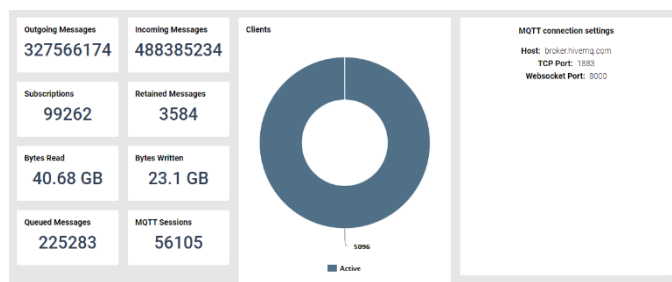 Outgoing Messages
327566174
Incoming Messages
488385234
Subscriptions
99262
Retained Messages
3584
Bytes Read
40.68 GB
Bytes Written
23.1 GB
Queued Messages
225283
MQTT Sessions
56105
Clients
5096
Active
MQTT connection settings
Host: broker.hivemq.com
TCP Port: 1883
Websocket Port: 8000